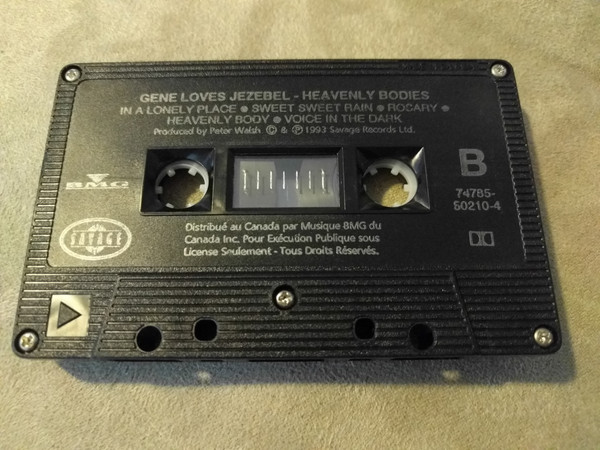 GENE LOVES JEZEBEL - HEAVENLY BODIES
IN A LONELY PLACE ● SWEET SWEET RAIN ● ROSARY ●
HEAVENLY BODY ● VOICE IN THE DARK
Produced by Peter Walsh © & ℗ 1993 Savage Records Ltd.
BMG
B
74785-
50210-4
SAVAGE
Distribué au Canada par Musique BMG du
Canada Inc. Pour Exécution Publique sous
License Seulement - Tous Droits Réservés.